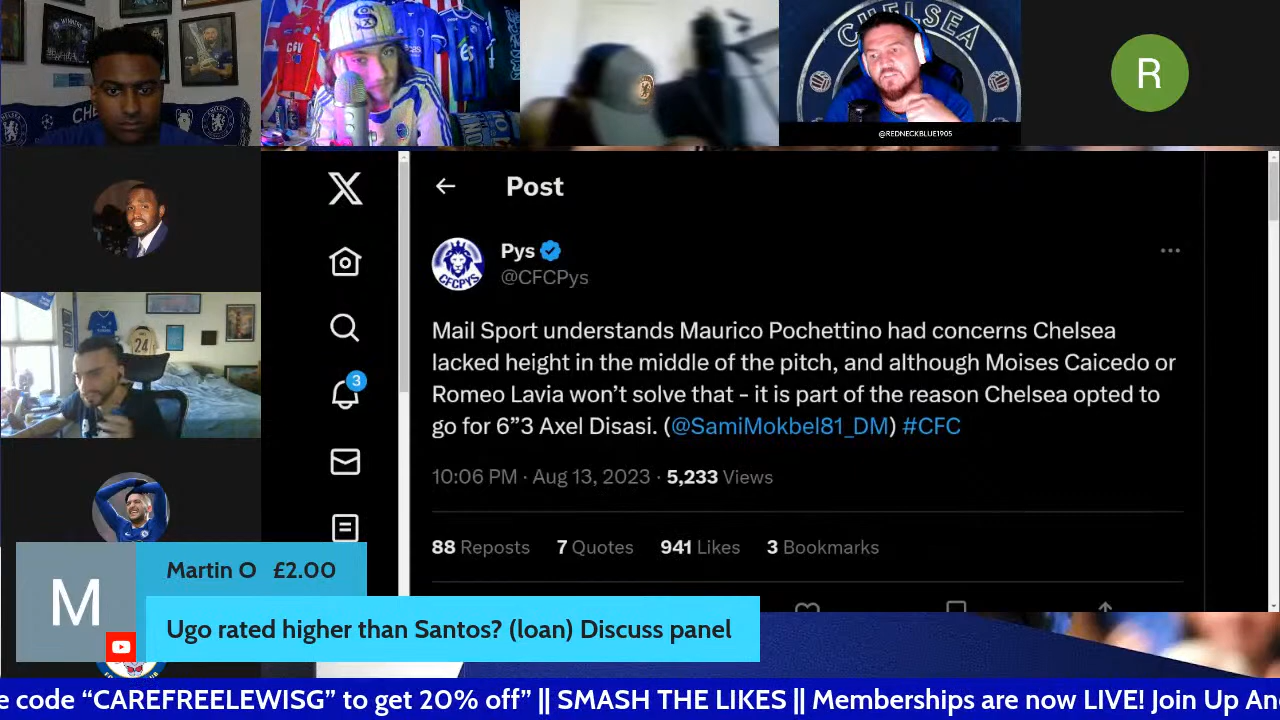 CHELSEA
@REDNECKBLUE1905
R
24
Post
Pys
@CFCPys
CFCPYS
Mail Sport understands Maurico Pochettino had concerns Chelsea
lacked height in the middle of the pitch, and although Moises Caicedo or
Romeo Lavia won’t solve that - it is part of the reason Chelsea opted to
go for 6”3 Axel Disasi. (@SamiMokbel81_DM) #CFC
10:06 PM · Aug 13, 2023 · 5,233 Views
88 Reposts 7 Quotes 941 Likes 3 Bookmarks
3
M
Martin O £2.00
Ugo rated higher than Santos? (loan) Discuss panel
e code “CAREFREELEWISG” to get 20% off” || SMASH THE LIKES || Memberships are now LIVE! Join Up An